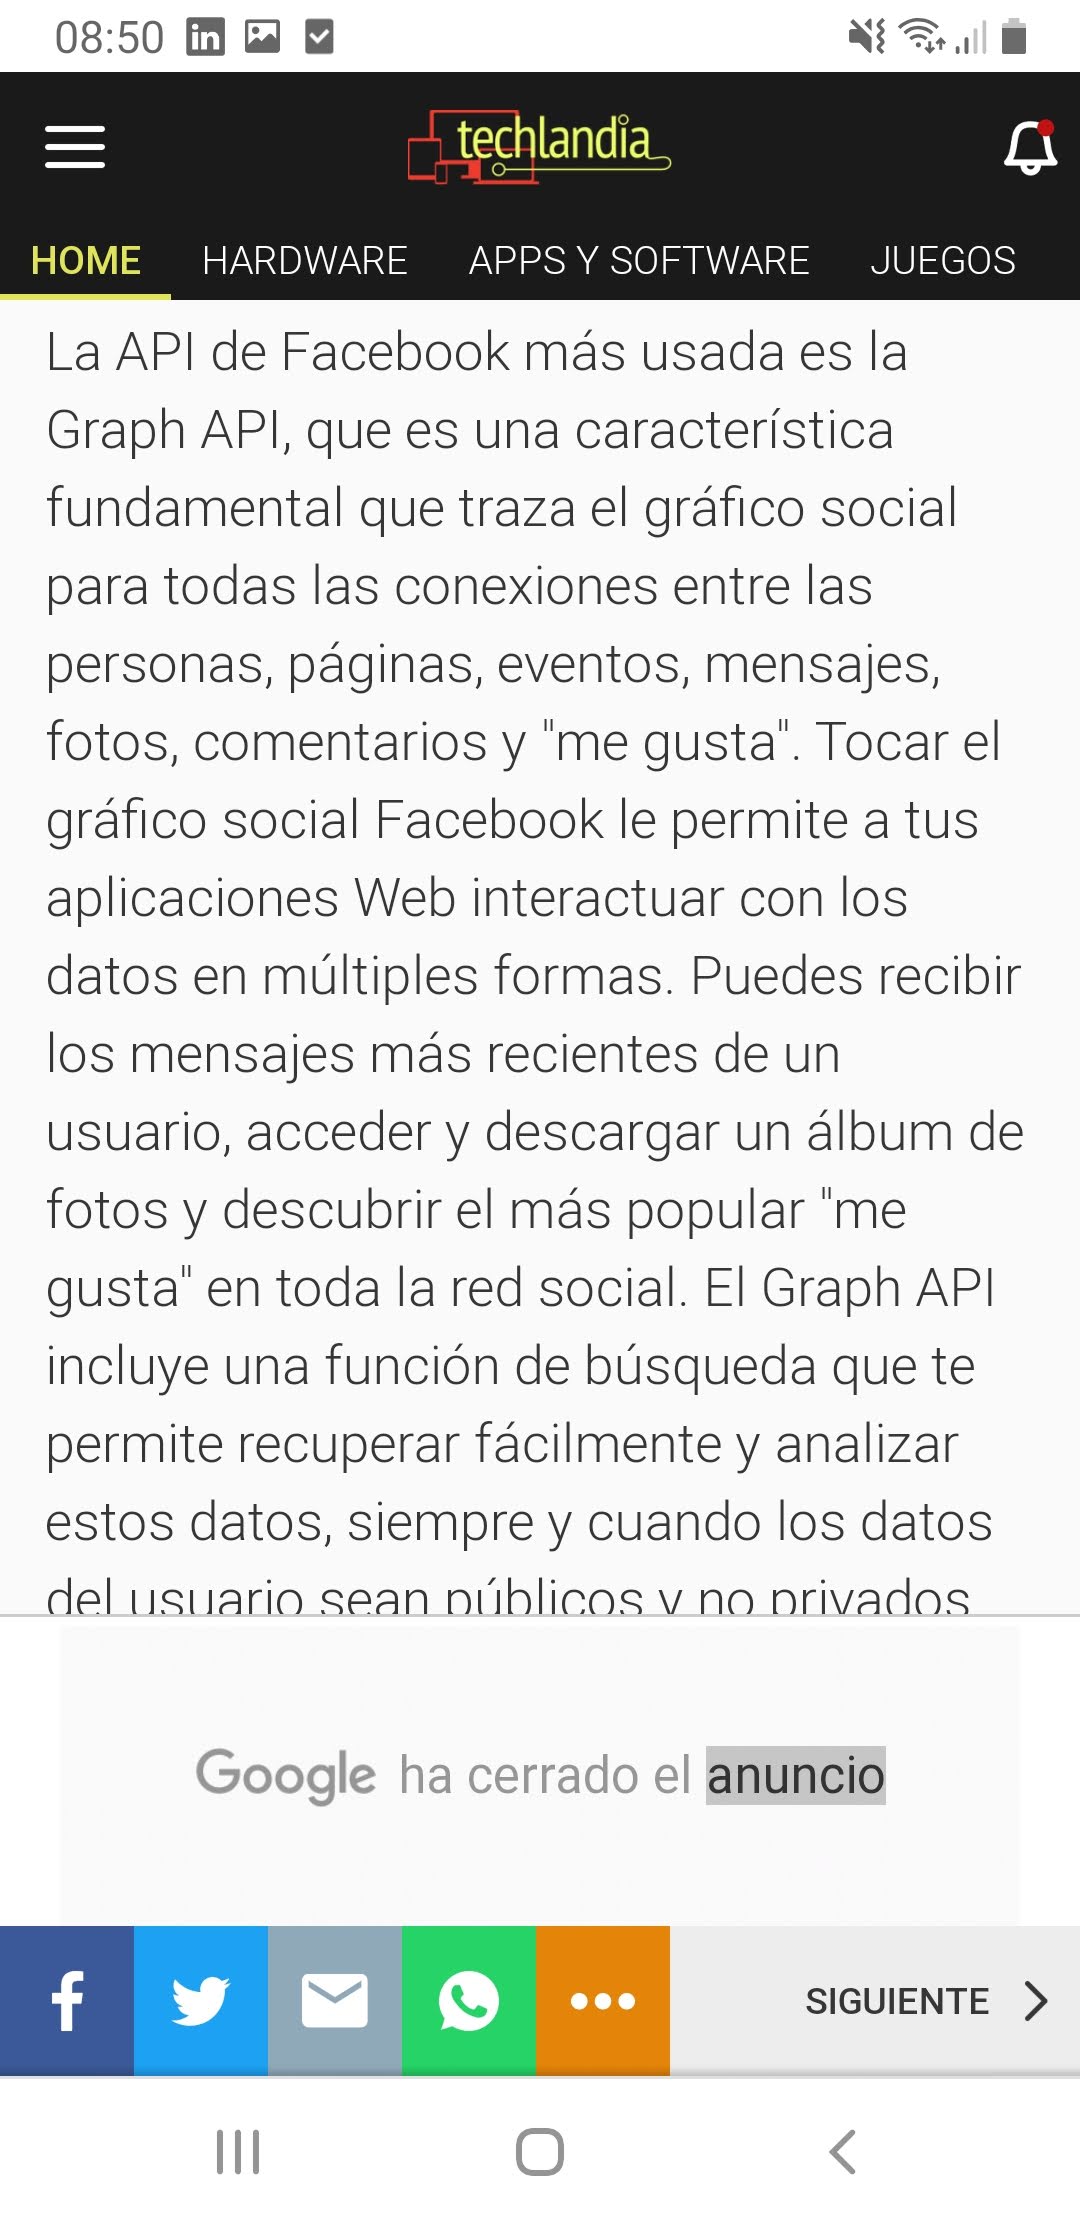 08:50
techlandia
HOME HARDWARE APPS Y SOFTWARE JUEGOS
La API de Facebook más usada es la
Graph API, que es una característica
fundamental que traza el gráfico social
para todas las conexiones entre las
personas, páginas, eventos, mensajes,
fotos, comentarios y "me gusta". Tocar el
gráfico social Facebook le permite a tus
aplicaciones Web interactuar con los
datos en múltiples formas. Puedes recibir
los mensajes más recientes de un
usuario, acceder y descargar un álbum de
fotos y descubrir el más popular "me
gusta" en toda la red social. El Graph API
incluye una función de búsqueda que te
permite recuperar fácilmente y analizar
estos datos, siempre y cuando los datos
del usuario sean públicos y no privados
Google ha cerrado el anuncio
SIGUIENTE